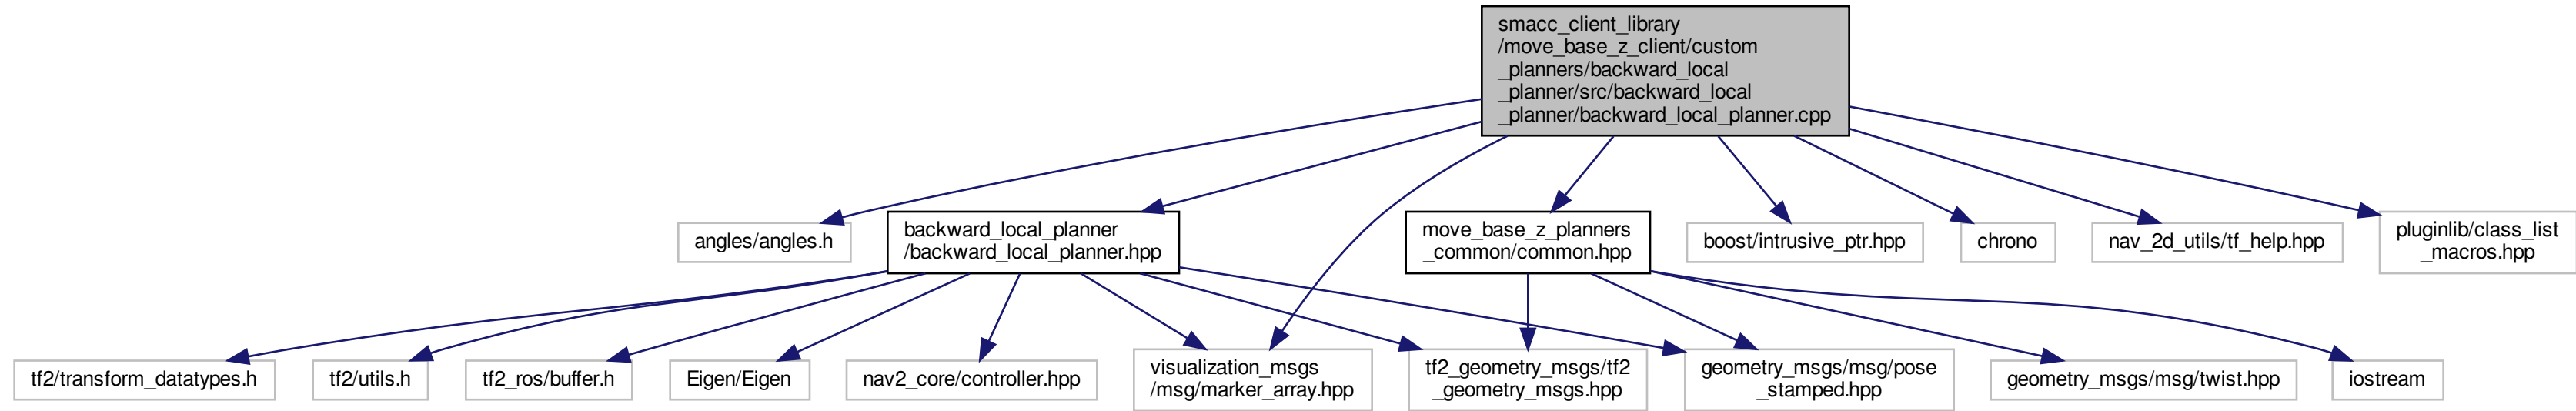 smacc_client_library
/move_base_z_client/custom
_planners/backward_local
_planner/src/backward_local
_planner/backward_local_planner.cpp
angles/angles.h
backward_local_planner
/backward_local_planner.hpp
move_base_z_planners
_common/common.hpp
boost/intrusive_ptr.hpp
chrono
nav_2d_utils/tf_help.hpp
pluginlib/class_list
_macros.hpp
tf2/transform_datatypes.h
tf2/utils.h
tf2_ros/buffer.h
Eigen/Eigen
nav2_core/controller.hpp
visualization_msgs
/msg/marker_array.hpp
tf2_geometry_msgs/tf2
_geometry_msgs.hpp
geometry_msgs/msg/pose
_stamped.hpp
geometry_msgs/msg/twist.hpp
iostream